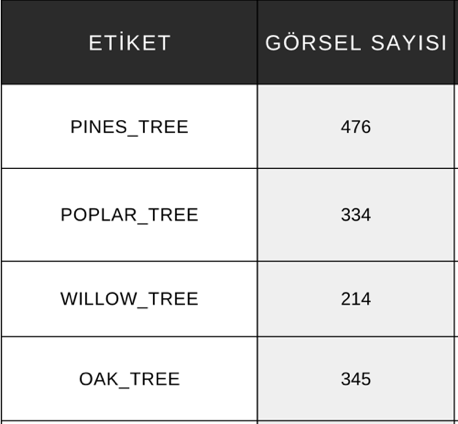 ETİKET GÖRSEL SAYISI
PINES_TREE 476
POPLAR_TREE 334
WILLOW_TREE 214
OAK_TREE 345